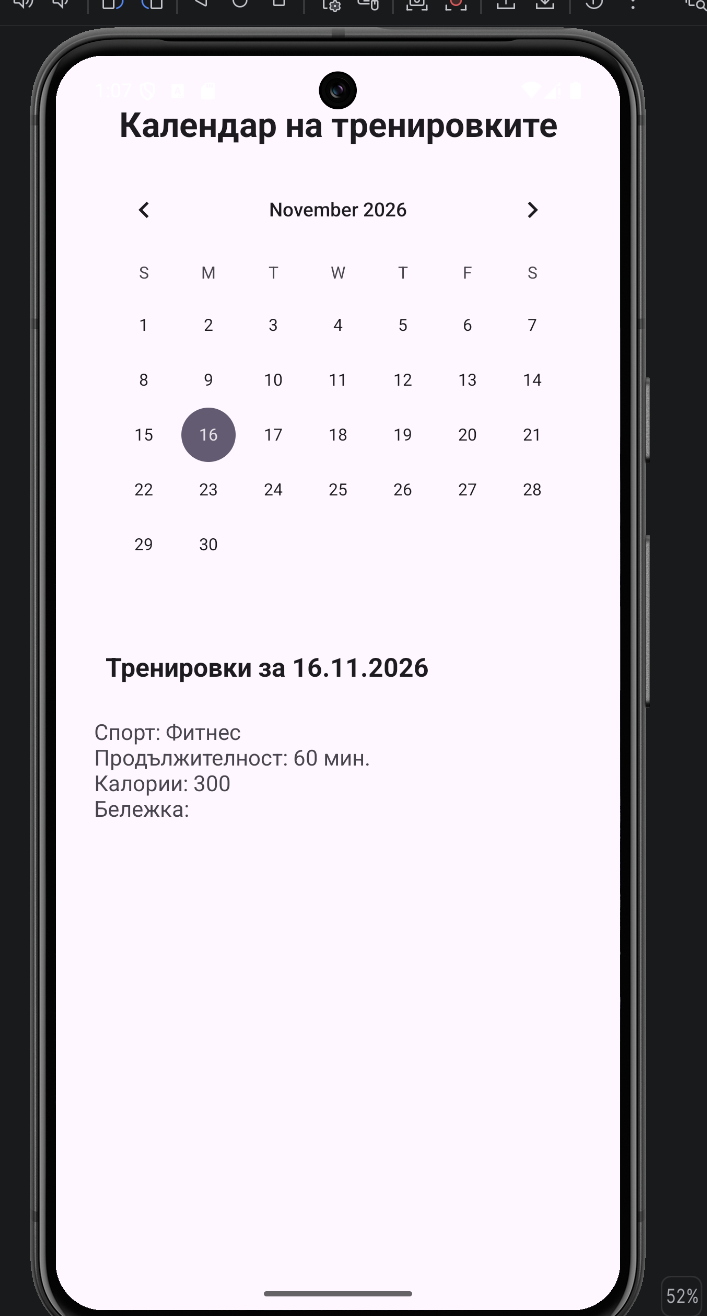 Календар на тренировките
November 2026
S M T W T F S
1 2 3 4 5 6 7
8 9 10 11 12 13 14
15 16 17 18 19 20 21
22 23 24 25 26 27 28
29 30
Тренировки за 16.11.2026
Спорт: Фитнес
Продължителност: 60 мин.
Калории: 300
Бележка:
52%